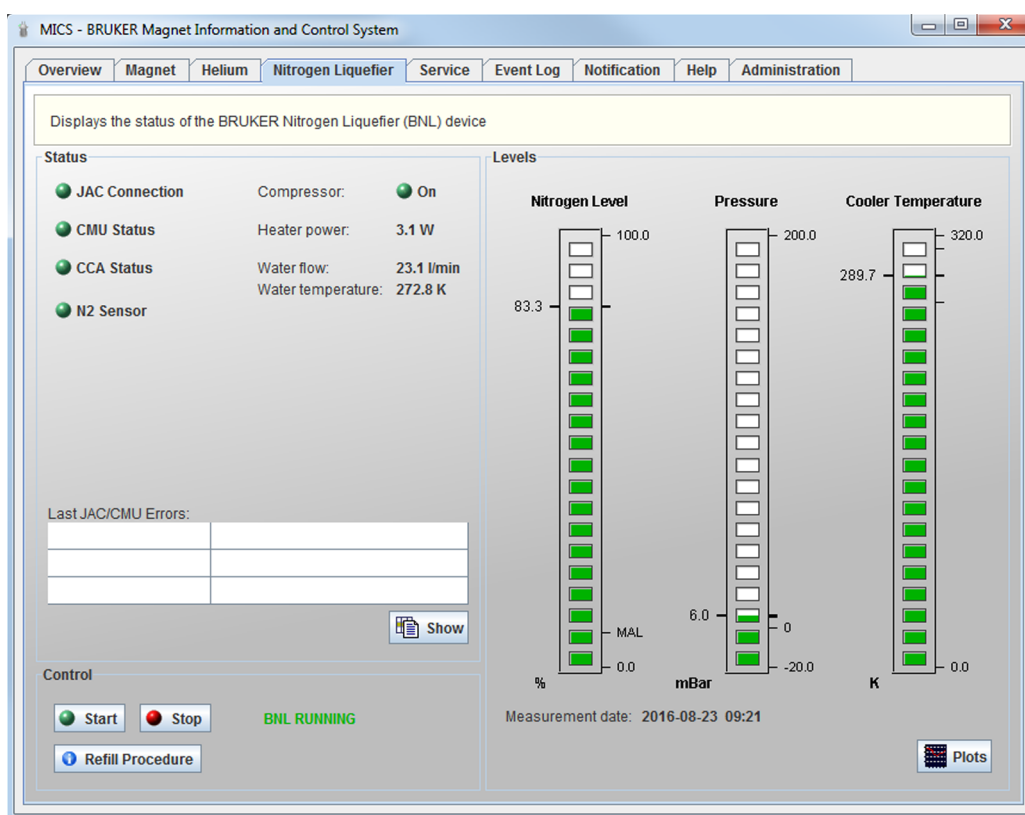 MICS - BRUKER Magnet Information and Control System
Overview Magnet Helium Nitrogen Liquefier Service Event Log Notification Help Administration
Displays the status of the BRUKER Nitrogen Liquefier (BNL) device
Status
JAC Connection Compressor: On
CMU Status Heater power: 3.1 W
CCA Status Water flow: 23.1 l/min
Water temperature: 272.8 K
N2 Sensor
Last JAC/CMU Errors:
Show
Control
Start Stop BNL RUNNING
Refill Procedure
Levels
Nitrogen Level Pressure Cooler Temperature
100.0 200.0 320.0
289.7
83.3
6.0
MAL 0
0.0 -20.0 0.0
% mBar K
Measurement date: 2016-08-23 09:21
Plots